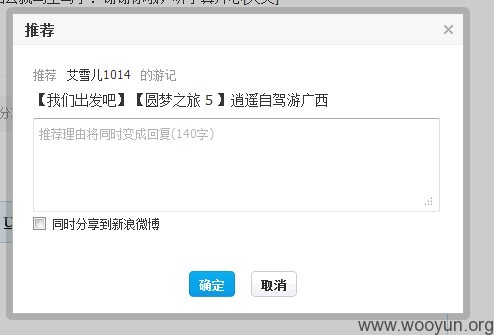 推荐
×
推荐 艾雪儿1014 的游记
【我们出发吧】【圆梦之旅 5 】逍遥自驾游广西
推荐理由将同时变成回复(140字)
同时分享到新浪微博
确定 取消
www.wooyun.org